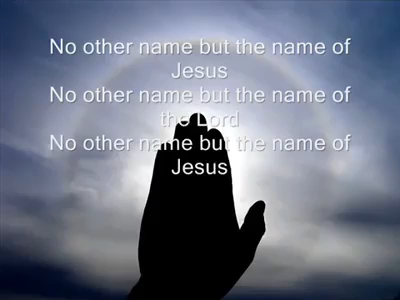 No other name but the name of
Jesus
No other name but the name of
the Lord
No other name but the name of
Jesus